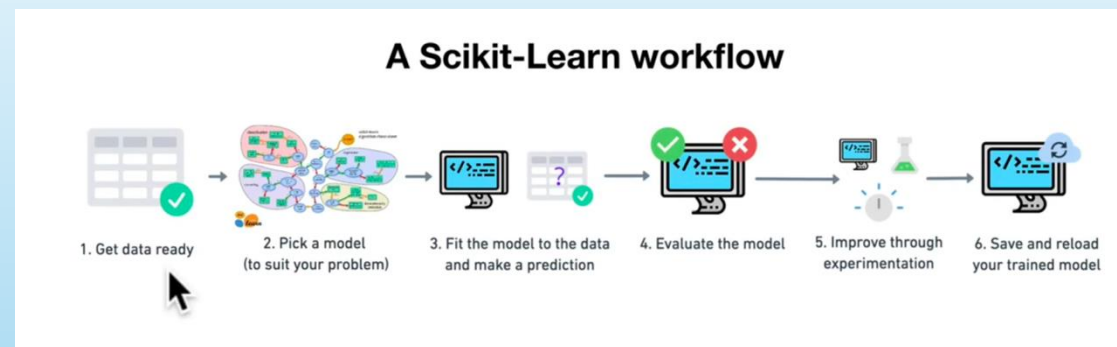 A Scikit-Learn workflow
1. Get data ready
2. Pick a model
(to suit your problem)
3. Fit the model to the data
and make a prediction
?
4. Evaluate the model
5. Improve through
experimentation
6. Save and reload
your trained model